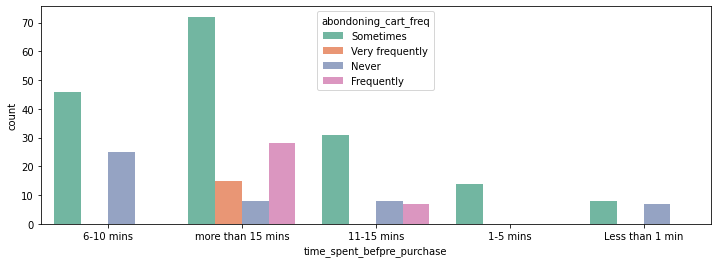 abondoning_cart_freq
Sometimes
Very frequently
Never
Frequently
count
70
60
50
40
30
20
10
0
6-10 mins
more than 15 mins
11-15 mins
1-5 mins
Less than 1 min
time_spent_befpre_purchase